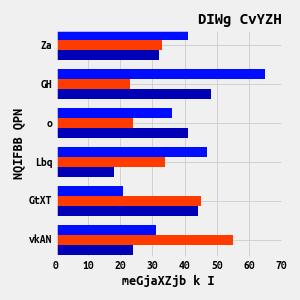 DIWg CvYZH
NQIFBB QPN
Za
GH
o
Lbq
GtXT
vkAN
0 10 20 30 40 50 60 70
meGjaXZjb k I